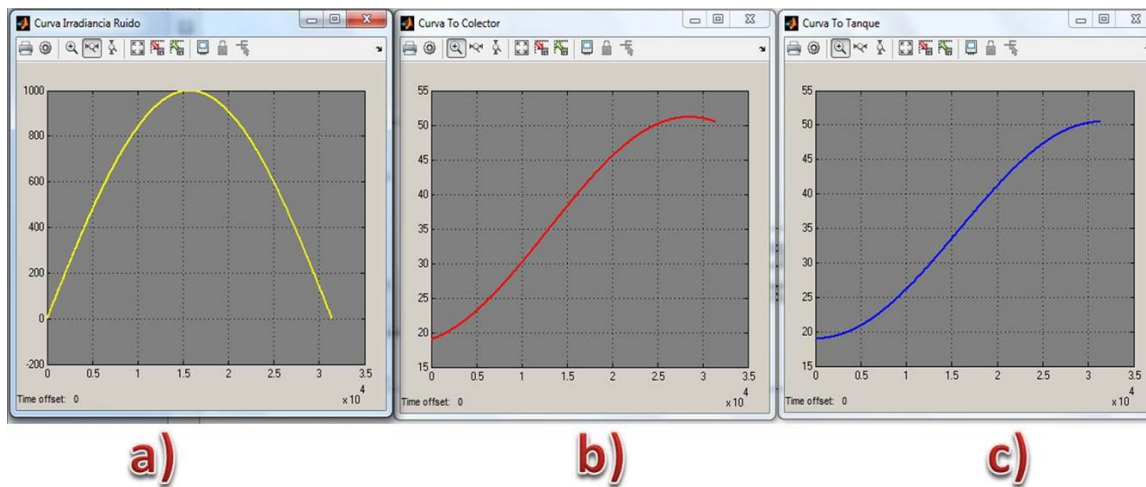 Curva Irradiancia Ruido
1000
800
600
400
200
0
-200
0 0.5 1 1.5 2 2.5 3 3.5
x 10^4
Time offset: 0
a)
Curva To Colector
55
50
45
40
35
30
25
20
15
0 0.5 1 1.5 2 2.5 3 3.5
x 10^4
Time offset: 0
b)
Curva To Tanque
55
50
45
40
35
30
25
20
15
0 0.5 1 1.5 2 2.5 3 3.5
x 10^4
Time offset: 0
c)